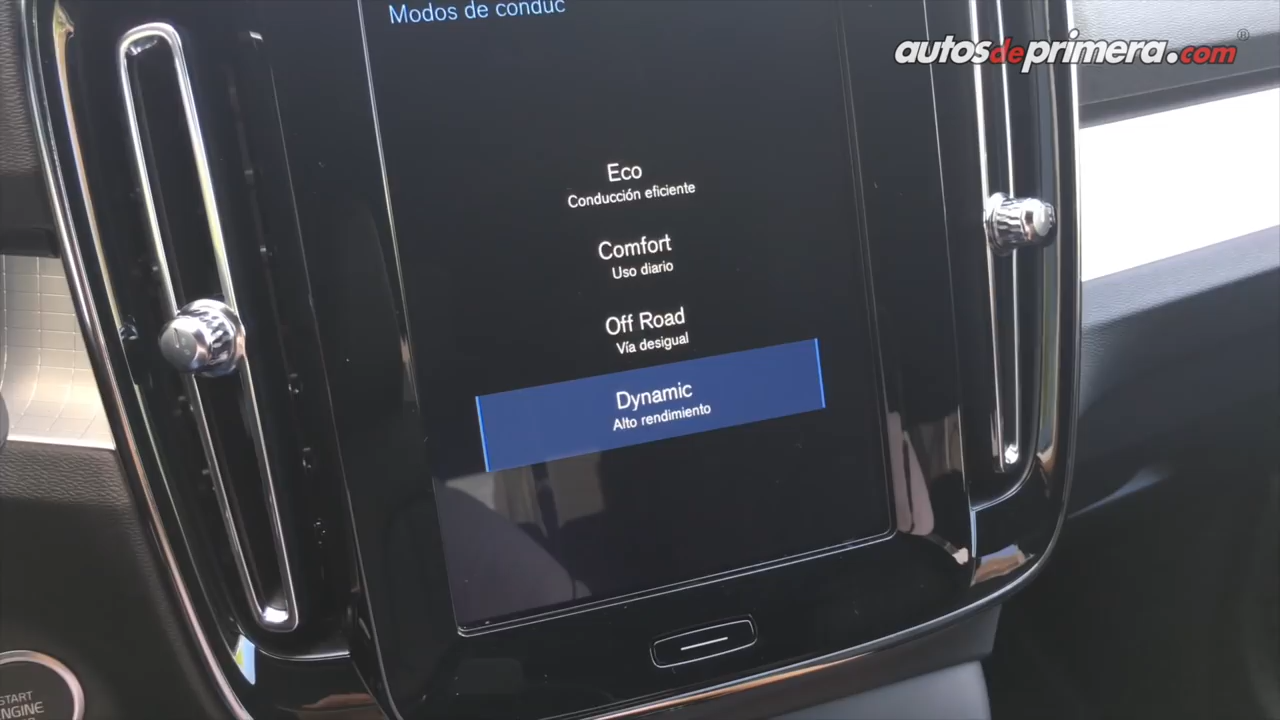 Modos de conduc
autosdeprimera.com®
Eco
Conducción eficiente
Comfort
Uso diario
Off Road
Vía desigual
Dynamic
Alto rendimiento
START
ENGINE